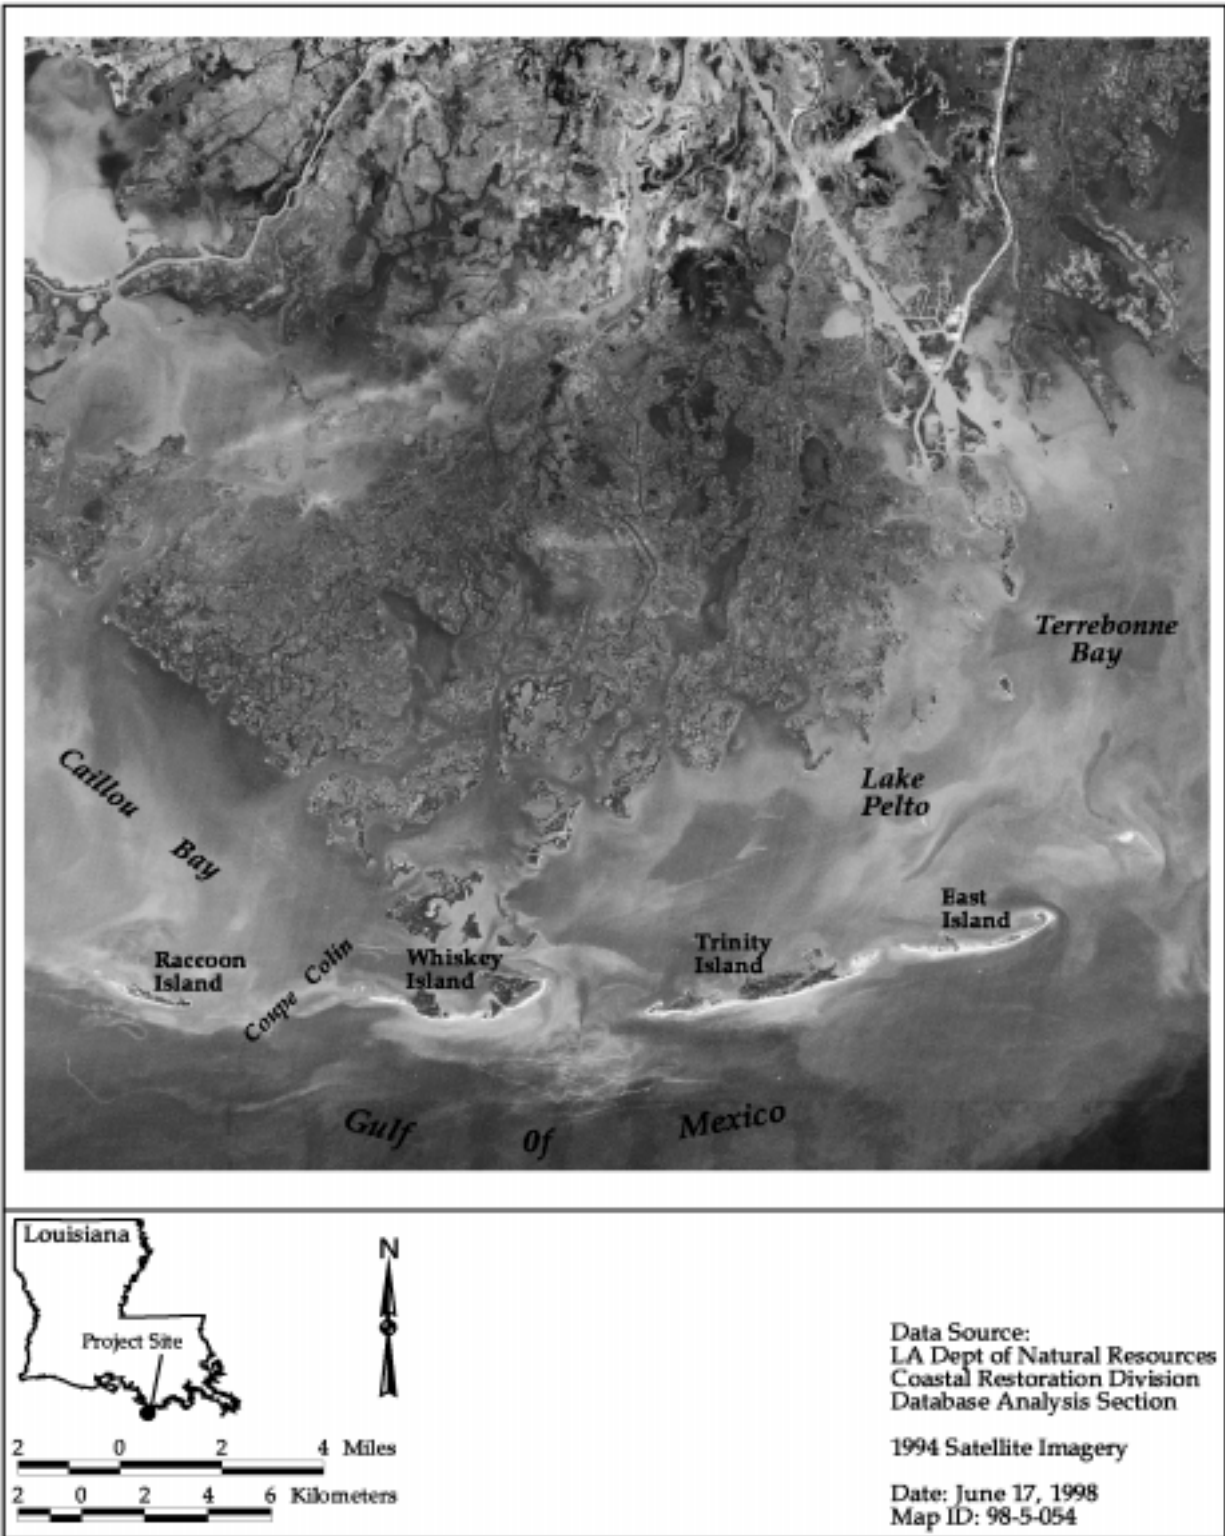 Terrebonne
Bay
Caillou
Bay
Lake
Pelto
East
Island
Trinity
Island
Whiskey
Island
Raccoon
Island
Coupe Colin
Gulf Of Mexico
Louisiana
Project Site
N
2 0 2 4 Miles
2 0 2 4 6 Kilometers
Data Source:
LA Dept of Natural Resources
Coastal Restoration Division
Database Analysis Section
1994 Satellite Imagery
Date: June 17, 1998
Map ID: 98-5-054